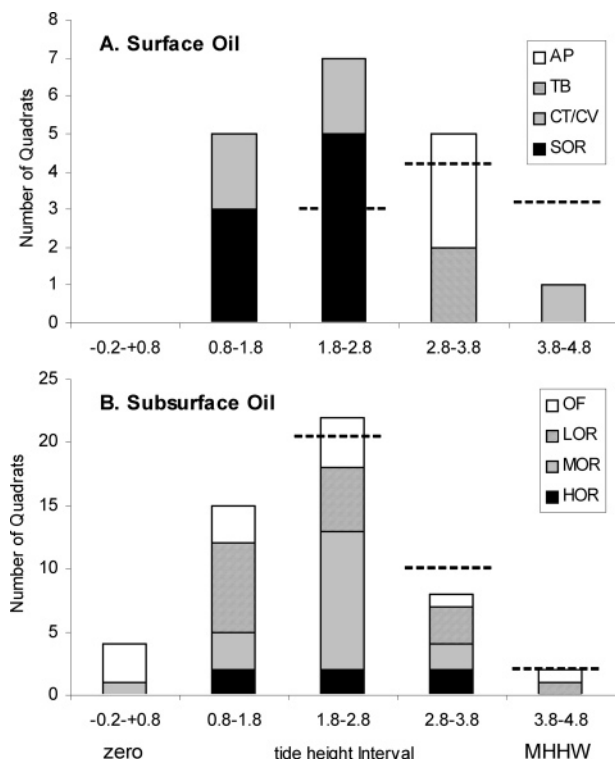 A. Surface Oil
Number of Quadrats
8
7
6
5
4
3
2
1
0
AP
TB
CT/CV
SOR
-0.2-+0.8 0.8-1.8 1.8-2.8 2.8-3.8 3.8-4.8
B. Subsurface Oil
Number of Quadrats
25
20
15
10
5
0
OF
LOR
MOR
HOR
-0.2-+0.8 0.8-1.8 1.8-2.8 2.8-3.8 3.8-4.8
zero tide height Interval MHHW